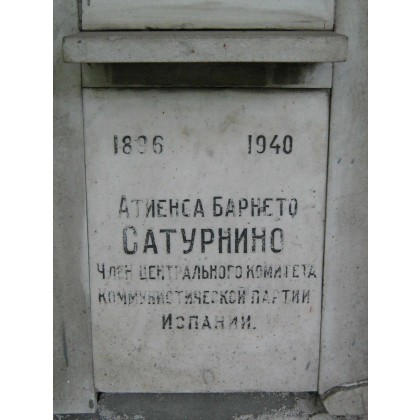 1896 1940
АТИЕНСА БАРНЕТО
САТУРНИНО
ЧЛЕН ЦЕНТРАЛЬНОГО КОМИТЕТА
КОММУНИСТИЧЕСКОЙ ПАРТИИ
ИСПАНИИ.